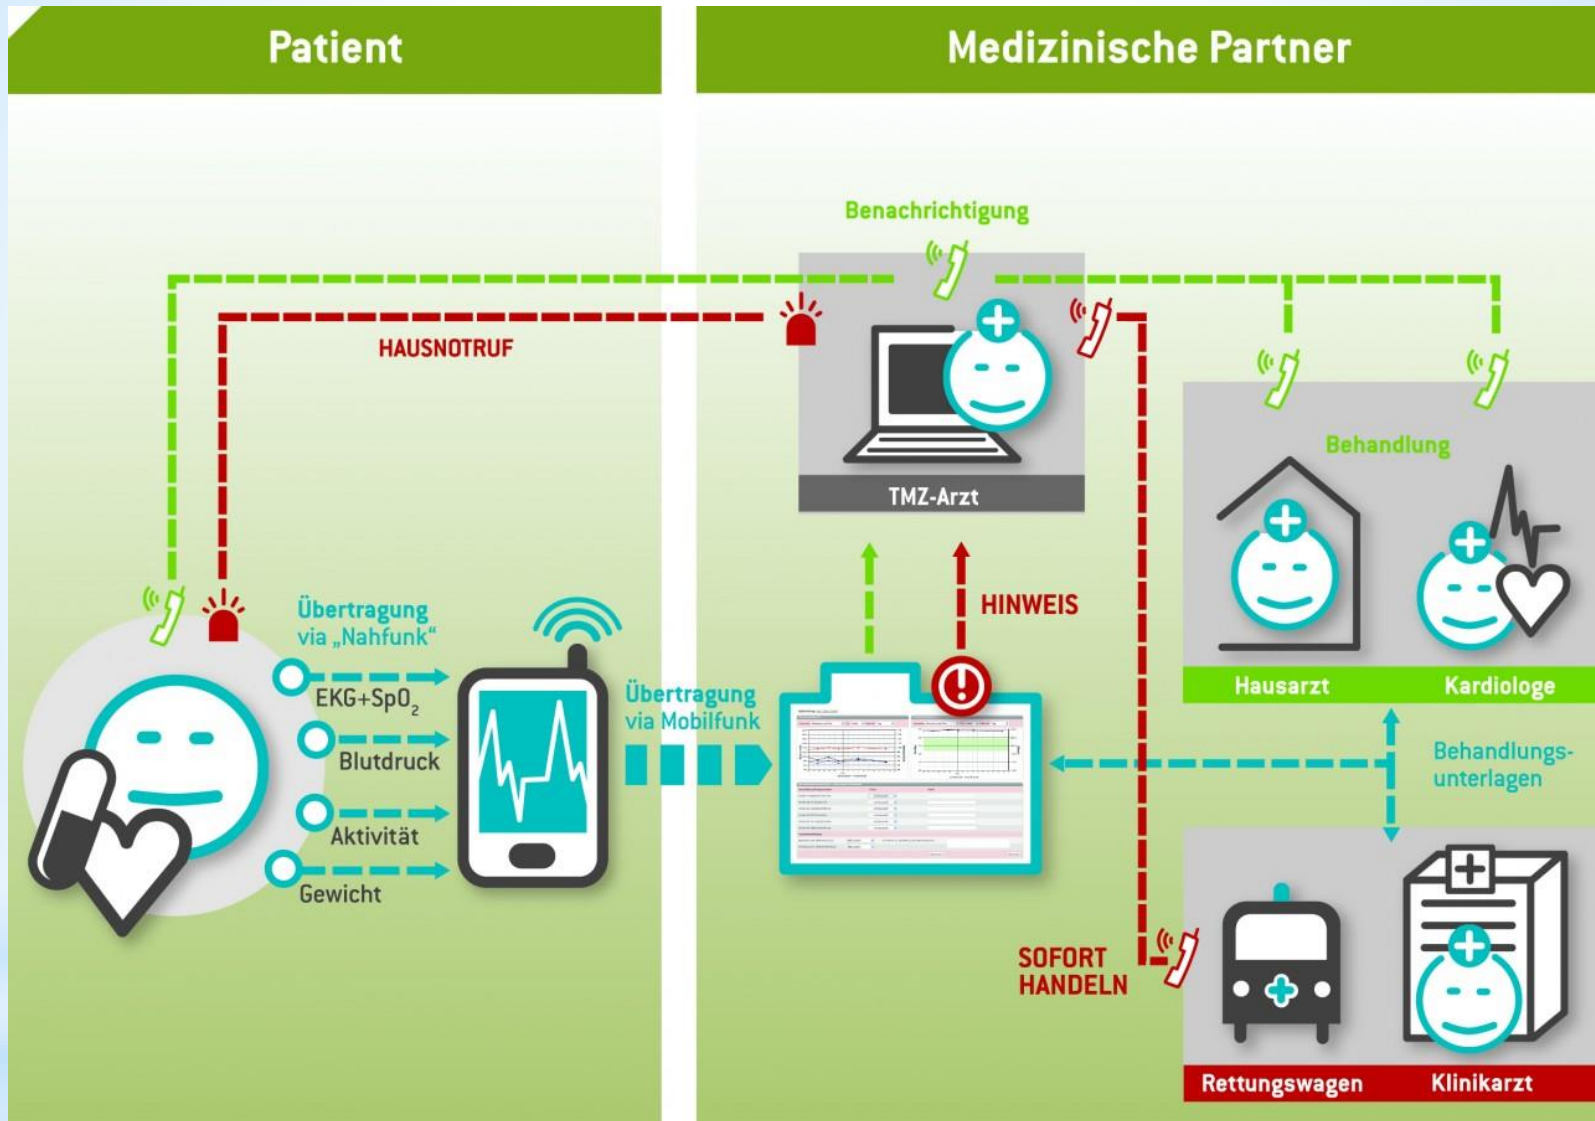 Patient
Medizinische Partner
Benachrichtigung
HAUSNOTRUF
TMZ-Arzt
Behandlung
Hausarzt
Kardiologe
HINWEIS
Übertragung
via „Nahfunk“
EKG+SpO₂
Blutdruck
Aktivität
Gewicht
Übertragung
via Mobilfunk
Behandlungs-
unterlagen
SOFORT
HANDELN
Rettungswagen
Klinikarzt